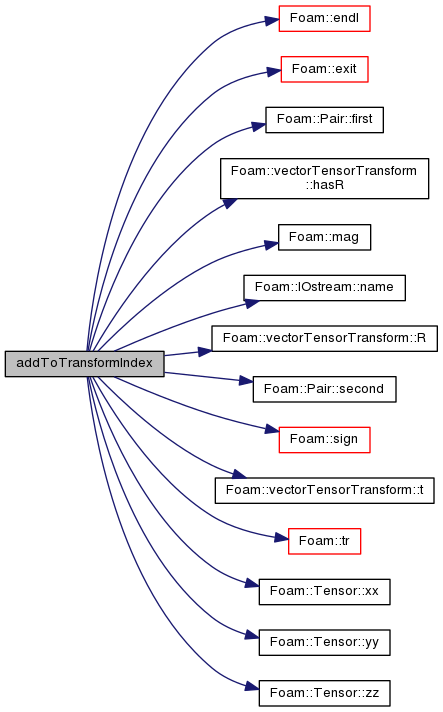 Foam::endl
Foam::exit
Foam::Pair::first
Foam::vectorTensorTransform
::hasR
Foam::mag
Foam::IOstream::name
Foam::vectorTensorTransform::R
addToTransformIndex
Foam::Pair::second
Foam::sign
Foam::vectorTensorTransform::t
Foam::tr
Foam::Tensor::xx
Foam::Tensor::yy
Foam::Tensor::zz